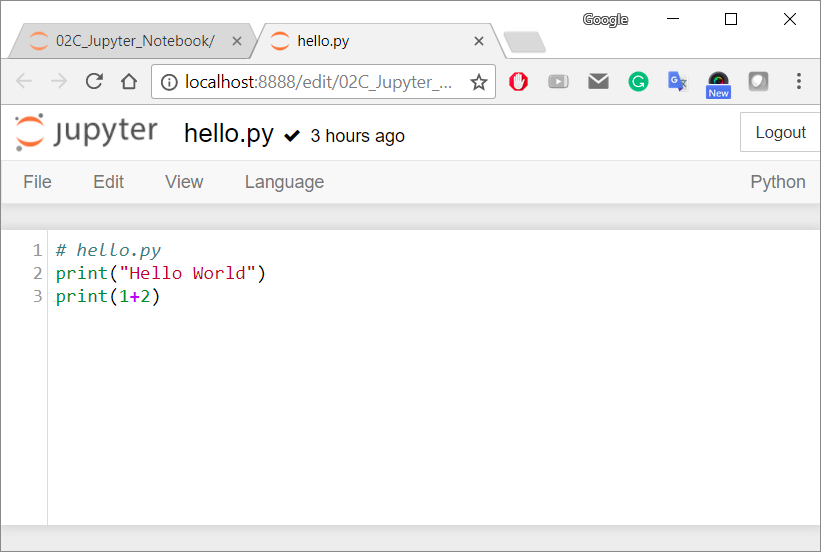 Google
02C_Jupyter_Notebook/
hello.py
localhost:8888/edit/02C_Jupyter_...
New
jupyter
hello.py
3 hours ago
Logout
File
Edit
View
Language
Python
1 # hello.py
2 print("Hello World")
3 print(1+2)